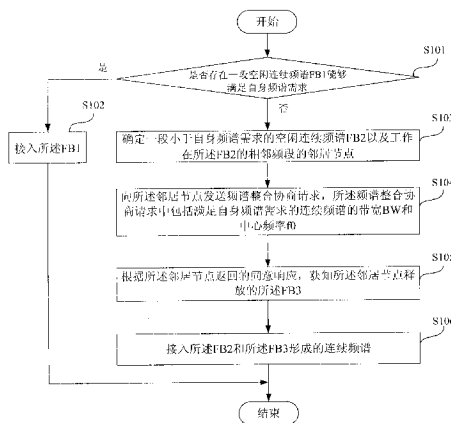 开始
S101
是否存在一段空闲连续频谱FB1能够
满足自身频谱需求
是
否
S102
接入所述FB1
S103
确定一段小于自身频谱需求的空闲连续频谱FB2以及工作
在所述FB2的相邻频段的邻居节点
S104
向所述邻居节点发送频谱整合协商请求，所述频谱整合协
商请求中包括满足自身频谱需求的连续频谱的带宽BW和
中心频率f0
S105
根据所述邻居节点返回的同意响应，获知所述邻居节点释
放的所述FB3
S106
接入所述FB2和所述FB3形成的连续频谱
结束